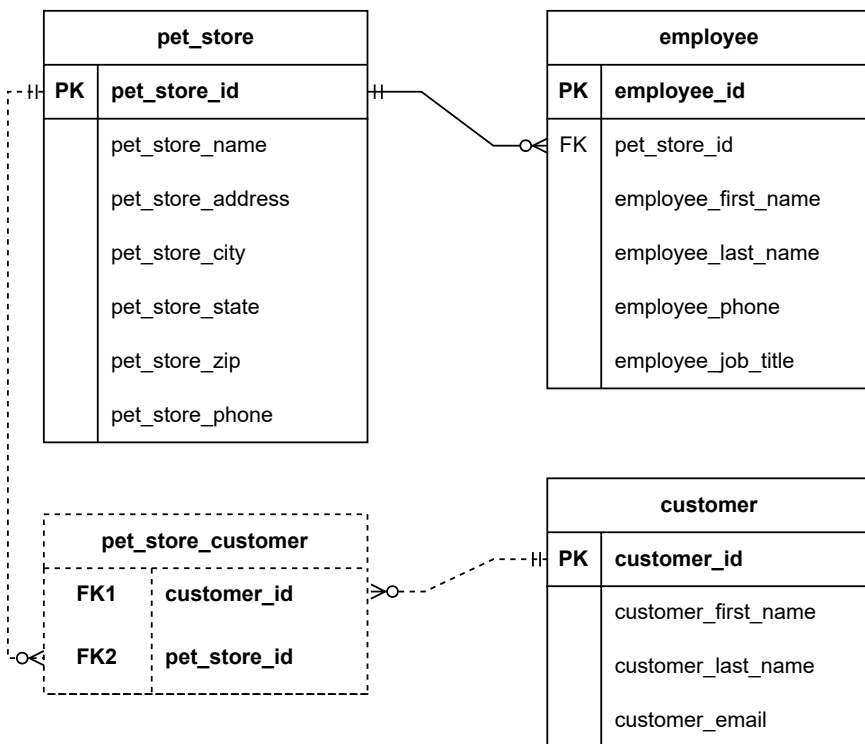 pet_store
PK pet_store_id
pet_store_name
pet_store_address
pet_store_city
pet_store_state
pet_store_zip
pet_store_phone
employee
PK employee_id
FK pet_store_id
employee_first_name
employee_last_name
employee_phone
employee_job_title
pet_store_customer
FK1 customer_id
FK2 pet_store_id
customer
PK customer_id
customer_first_name
customer_last_name
customer_email